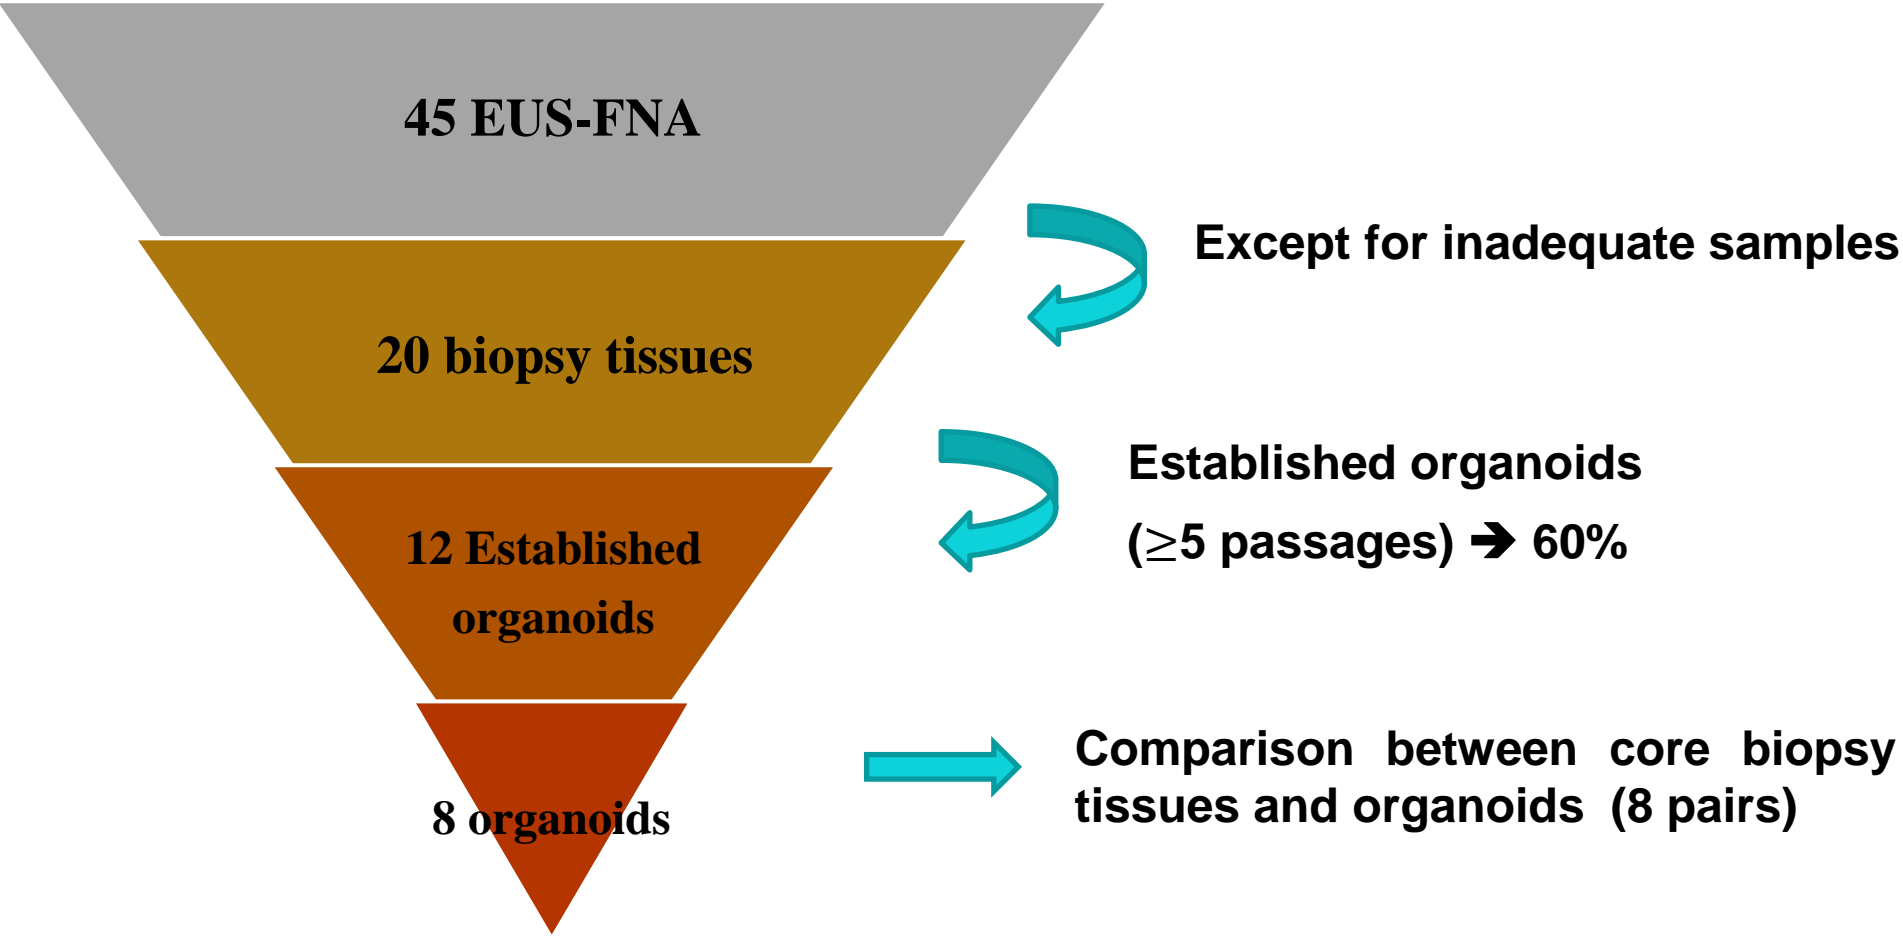 45 EUS-FNA
Except for inadequate samples
20 biopsy tissues
Established organoids
(≥5 passages) ➔ 60%
12 Established
organoids
Comparison between core biopsy
tissues and organoids (8 pairs)
8 organoids